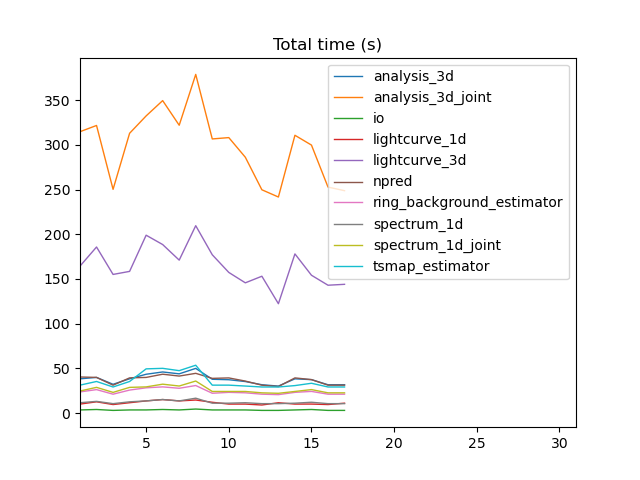 Total time (s)
350
300
250
200
150
100
50
0
5
10
15
20
25
30
analysis_3d
analysis_3d_joint
io
lightcurve_1d
lightcurve_3d
npred
ring_background_estimator
spectrum_1d
spectrum_1d_joint
tsmap_estimator